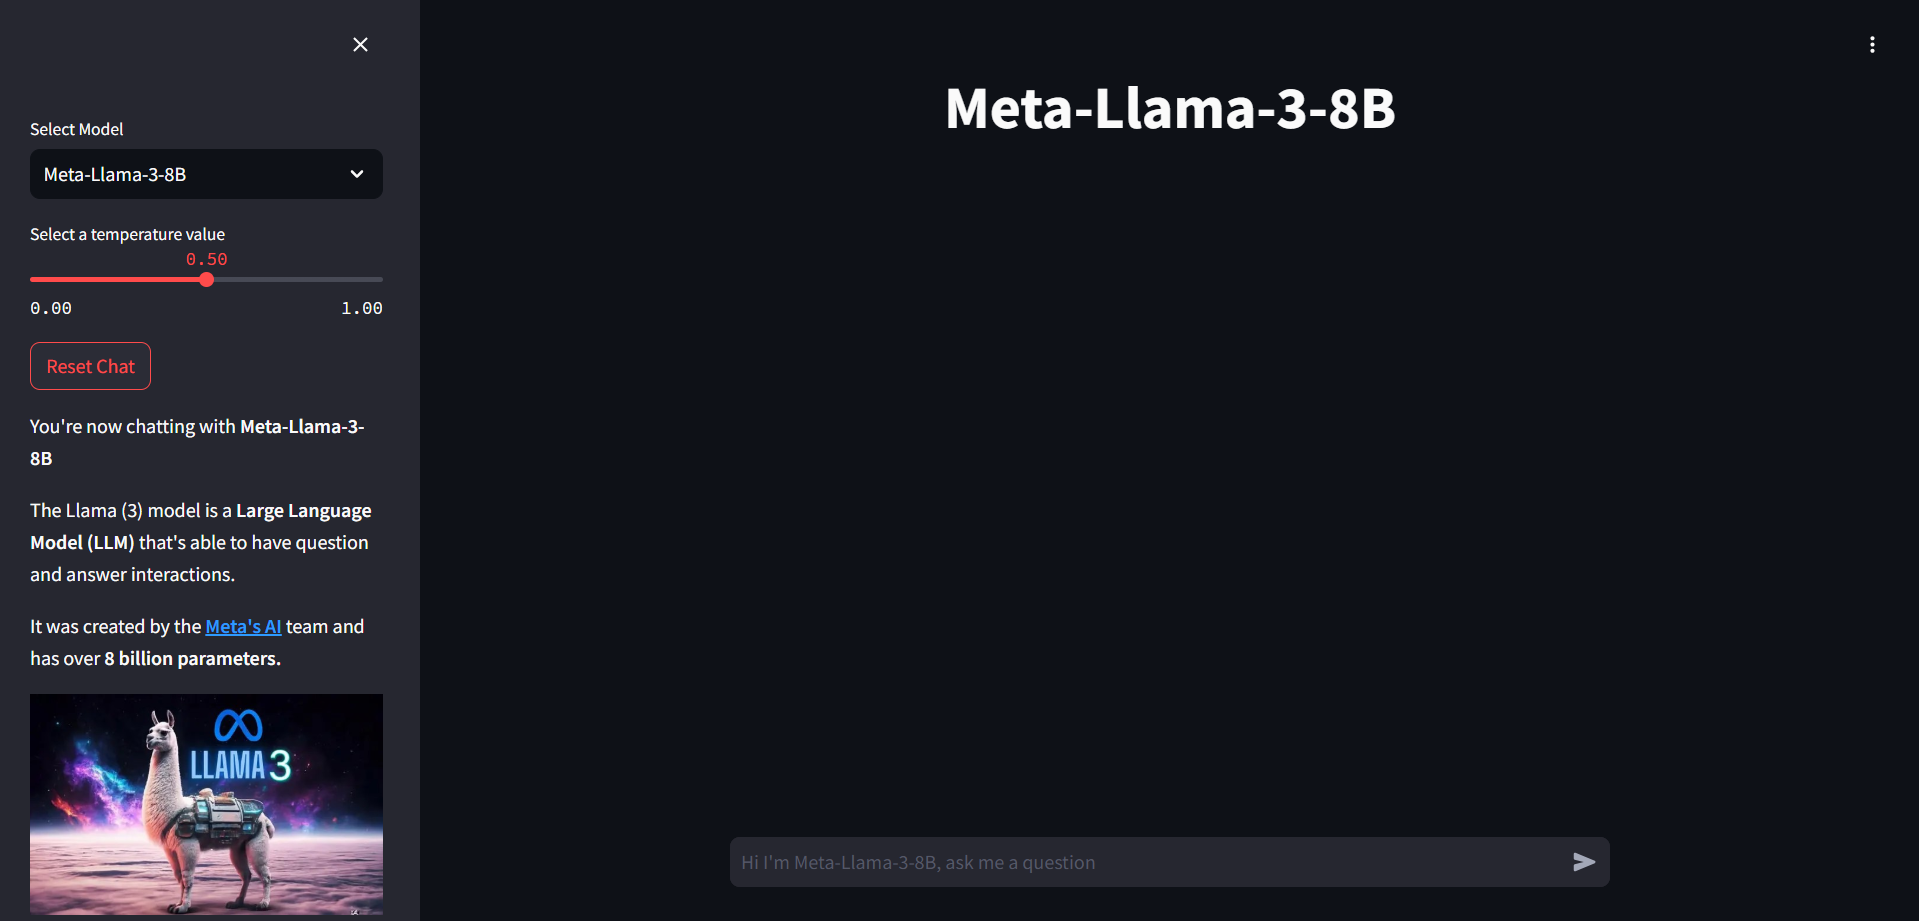 Select Model
Meta-Llama-3-8B
Select a temperature value
0.50
0.00 1.00
Reset Chat
You're now chatting with Meta-Llama-3-
8B
The Llama (3) model is a Large Language
Model (LLM) that's able to have question
and answer interactions.
It was created by the Meta's AI team and
has over 8 billion parameters.
LLAMA 3
Meta-Llama-3-8B
Hi I'm Meta-Llama-3-8B, ask me a question